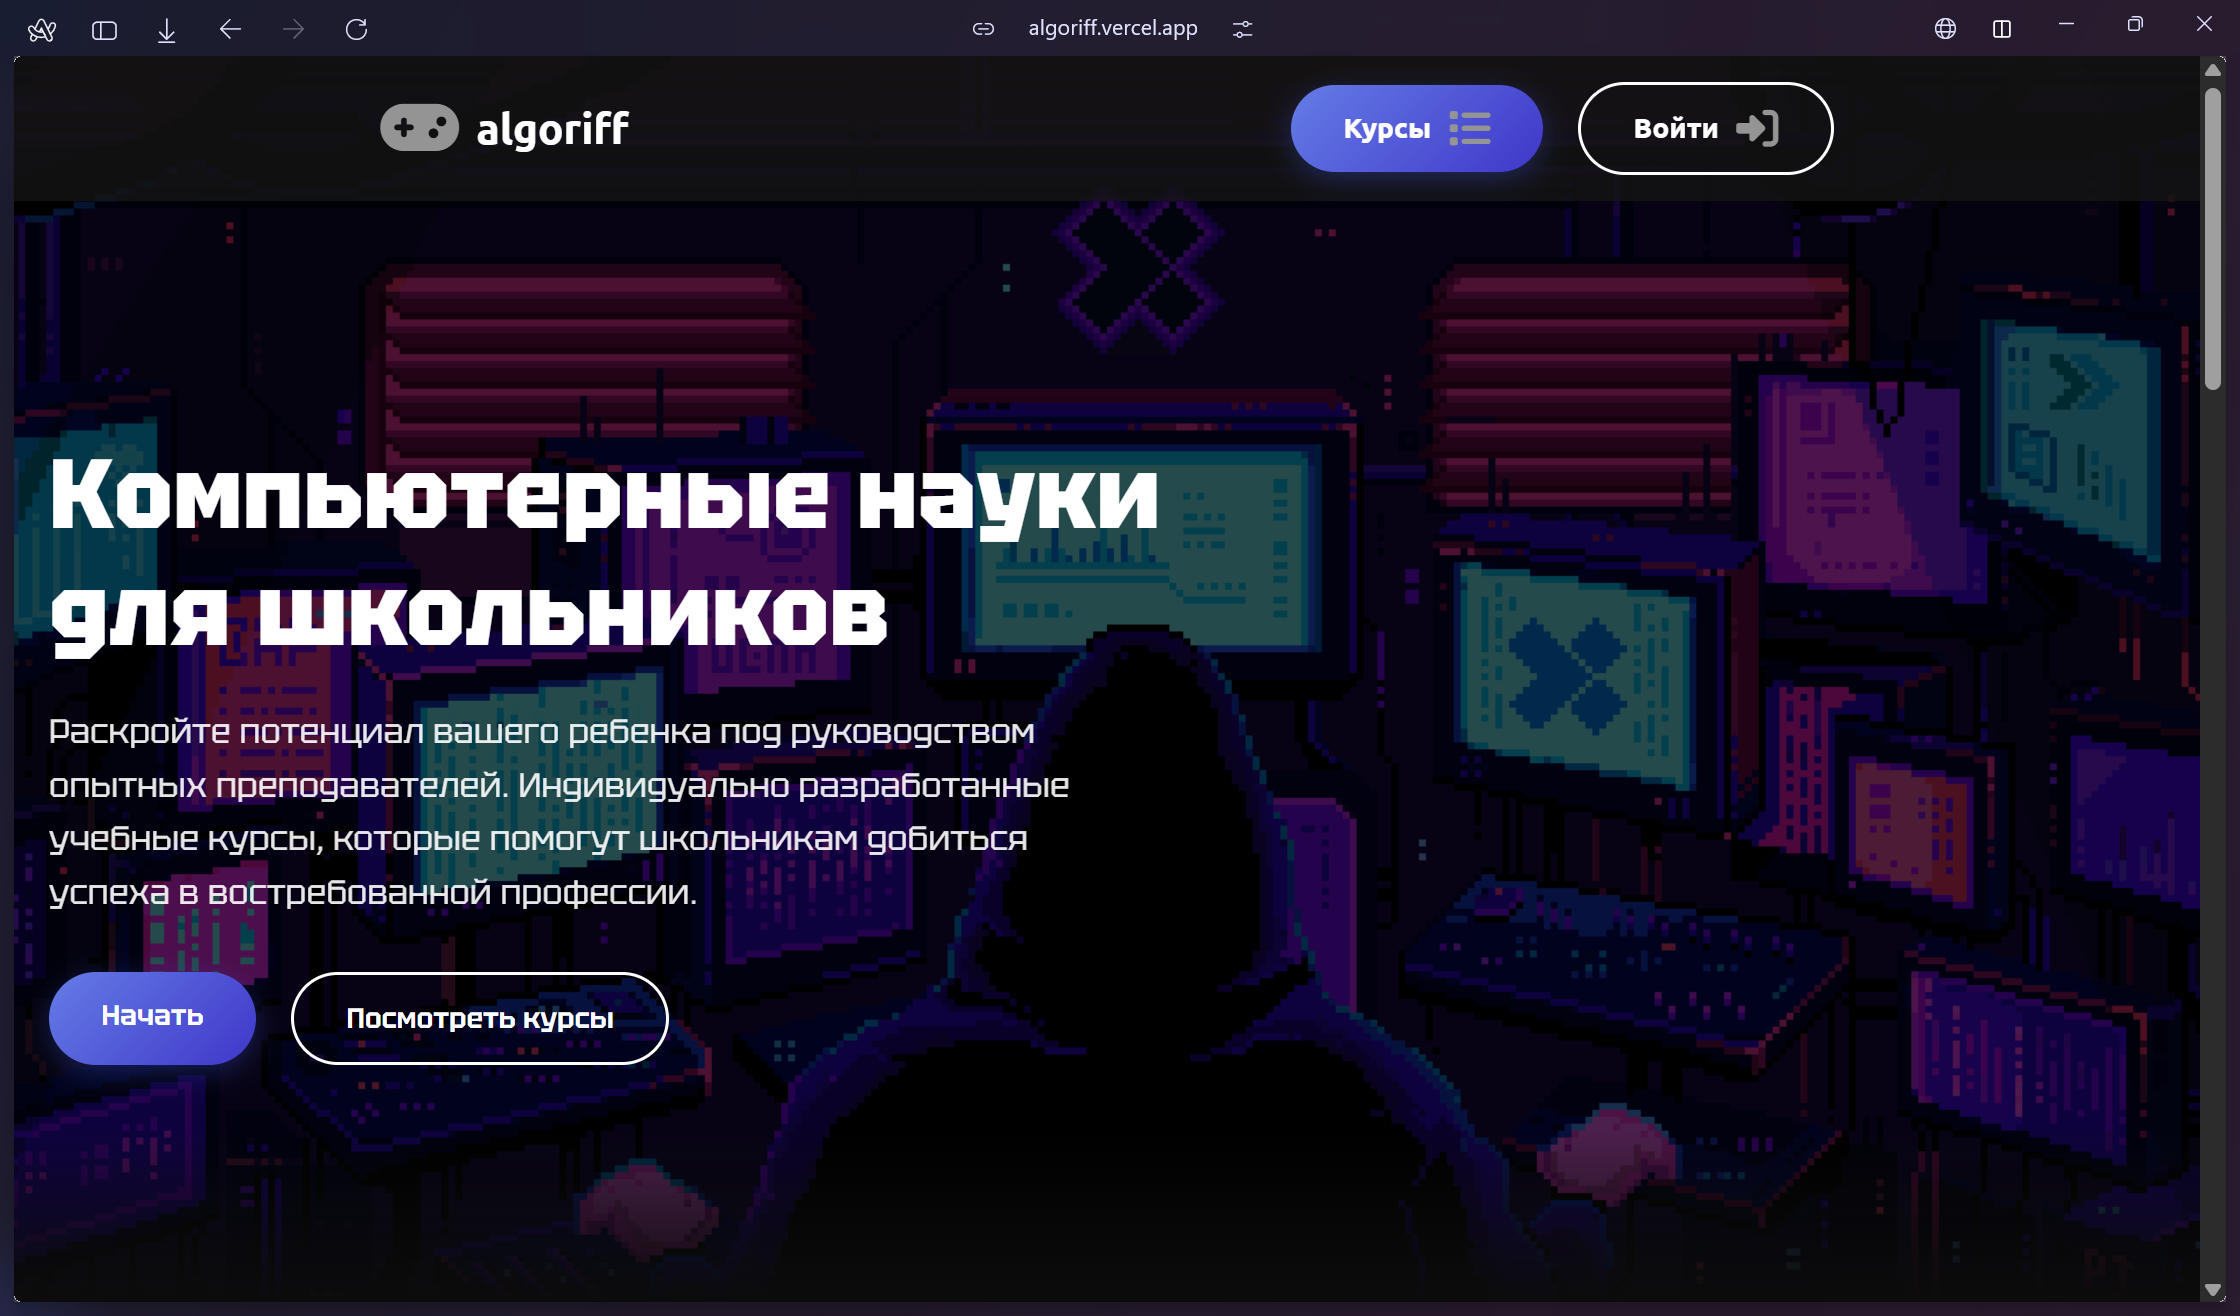 algoriff.vercel.app
algoriff
Курсы
Войти
Компьютерные науки
для школьников
Раскройте потенциал вашего ребенка под руководством
опытных преподавателей. Индивидуально разработанные
учебные курсы, которые помогут школьникам добиться
успеха в востребованной профессии.
Начать
Посмотреть курсы